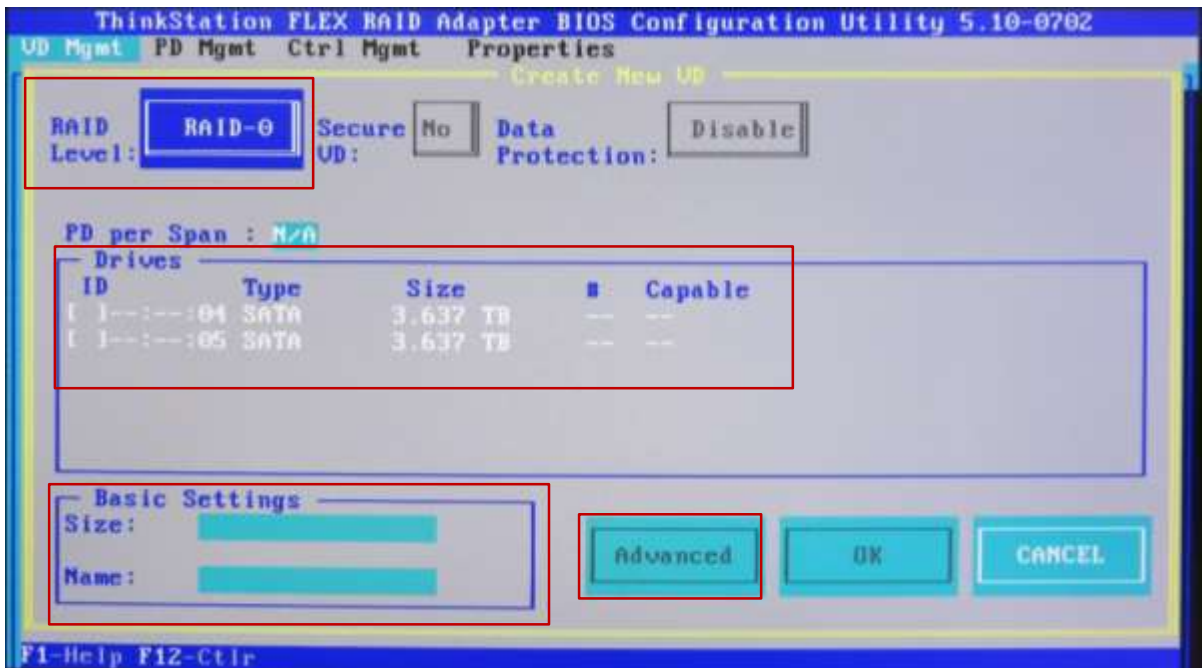 ThinkStation FLEX RAID Adapter BIOS Configuration Utility 5.10-0702
VD Mgmt PD Mgmt Ctrl Mgmt Properties
Create New VD
RAID Level: RAID-0 Secure VD: No Data Protection: Disable
PD per Span : N/A
Drives
ID Type Size # Capable
[ ]--:--:04 SATA 3.637 TB -- --
[ ]--:--:05 SATA 3.637 TB -- --
Basic Settings
Size:
Name:
Advanced OK CANCEL
F1-Help F12-Ctlr